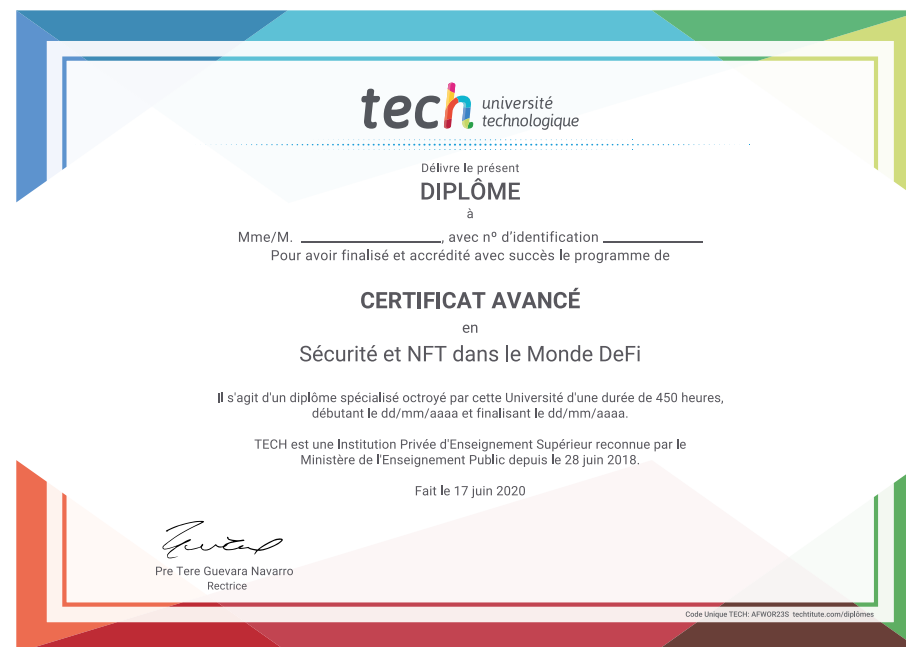 tech université
technologique
Délivre le présent
DIPLÔME
à
Mme/M. ____________________, avec nº d'identification ______________
Pour avoir finalisé et accrédité avec succès le programme de
CERTIFICAT AVANCÉ
en
Sécurité et NFT dans le Monde DeFi
Il s'agit d'un diplôme spécialisé octroyé par cette Université d'une durée de 450 heures,
débutant le dd/mm/aaaa et finalisant le dd/mm/aaaa.
TECH est une Institution Privée d'Enseignement Supérieur reconnue par le
Ministère de l'Enseignement Public depuis le 28 juin 2018.
Fait le 17 juin 2020
Pre Tere Guevara Navarro
Rectrice
Code Unique TECH: AFWOR23S techtitute.com/diplômes